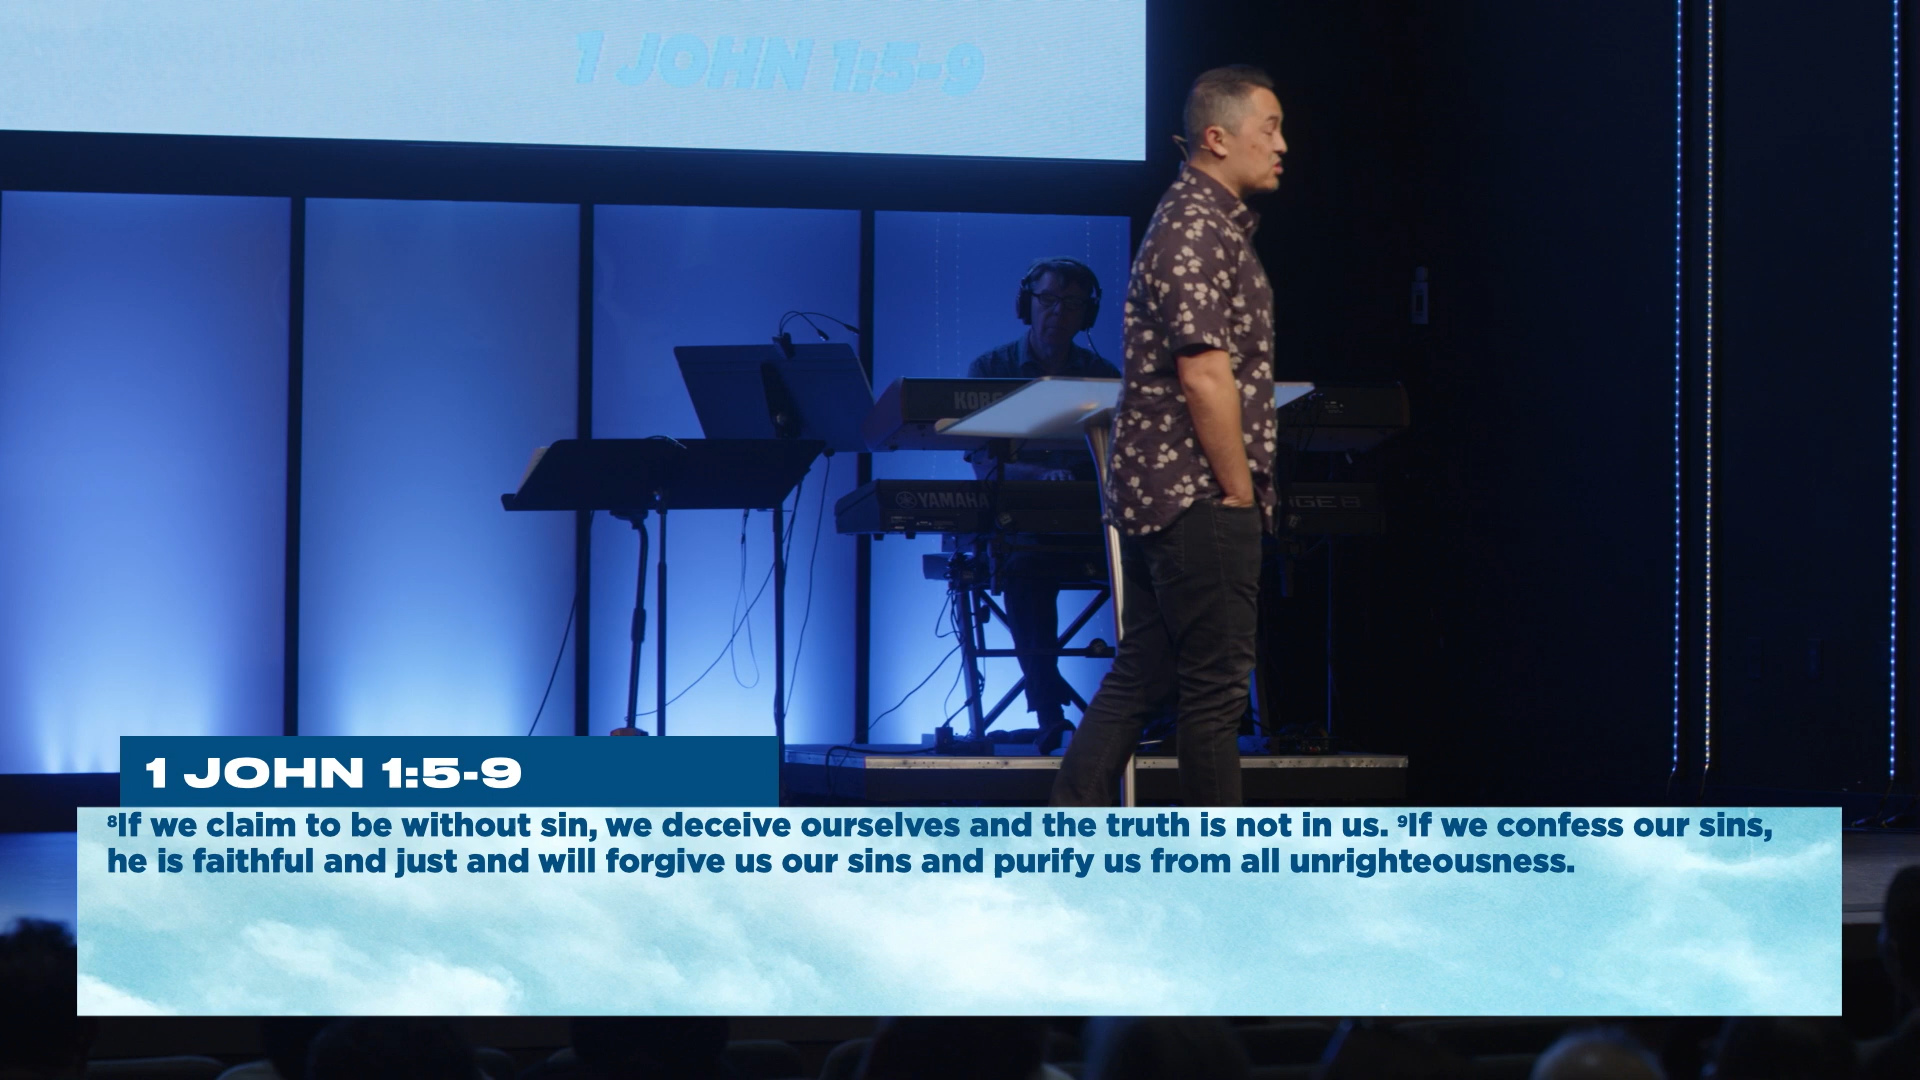 1 JOHN 1:5-9
KORG
YAMAHA
1 JOHN 1:5-9
⁸If we claim to be without sin, we deceive ourselves and the truth is not in us. ⁹If we confess our sins,
he is faithful and just and will forgive us our sins and purify us from all unrighteousness.